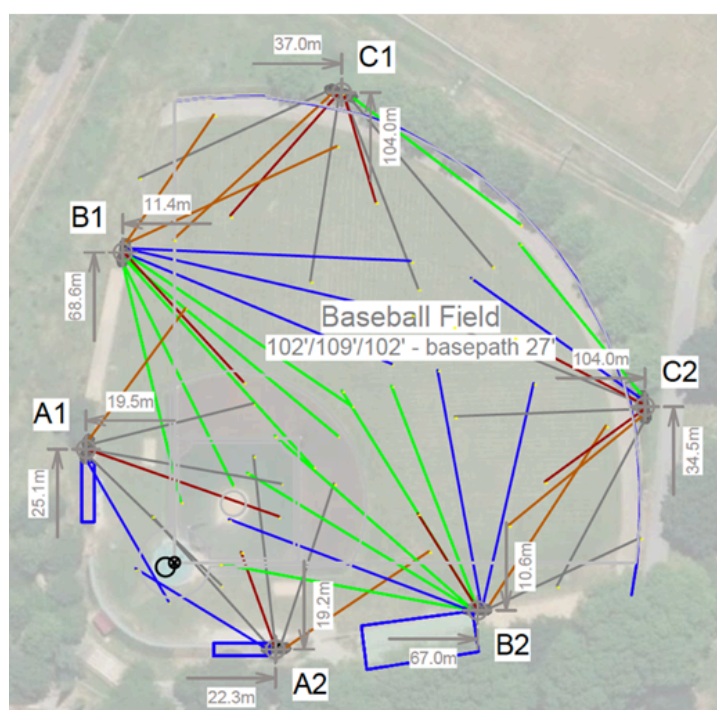 37.0m
C1
104.0m
B1
11.4m
68.6m
Baseball Field
102'/109'/102' - basepath 27'
104.0m
C2
A1
19.5m
34.5m
25.1m
10.6m
19.2m
B2
67.0m
A2
22.3m